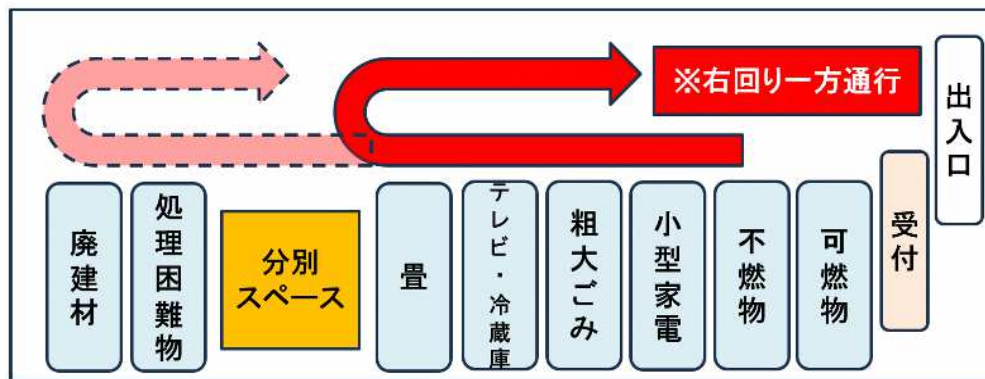 ※右回り一方通行
出入口
廃建材
処理困難物
分別
スペース
畳
テレビ・冷蔵庫
粗大ごみ
小型家電
不燃物
可燃物
受付